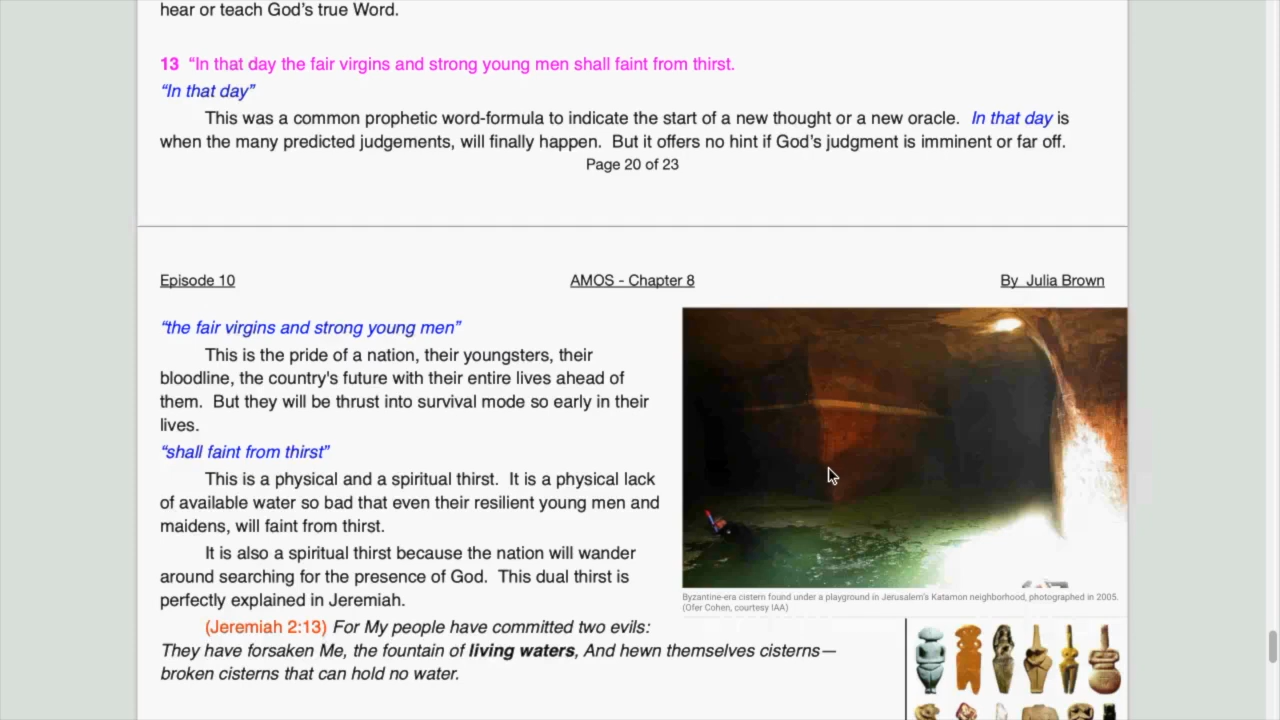 hear or teach God's true Word.
13 “In that day the fair virgins and strong young men shall faint from thirst.
“In that day”
This was a common prophetic word-formula to indicate the start of a new thought or a new oracle. In that day is
when the many predicted judgements, will finally happen. But it offers no hint if God's judgment is imminent or far off.
Page 20 of 23
Episode 10 AMOS - Chapter 8 By Julia Brown
“the fair virgins and strong young men”
This is the pride of a nation, their youngsters, their
bloodline, the country's future with their entire lives ahead of
them. But they will be thrust into survival mode so early in their
lives.
“shall faint from thirst”
This is a physical and a spiritual thirst. It is a physical lack
of available water so bad that even their resilient young men and
maidens, will faint from thirst.
It is also a spiritual thirst because the nation will wander
around searching for the presence of God. This dual thirst is
perfectly explained in Jeremiah.
(Jeremiah 2:13) For My people have committed two evils:
They have forsaken Me, the fountain of living waters, And hewn themselves cisterns—
broken cisterns that can hold no water.
Byzantine-era cistern found under a playground in Jerusalem's Katamon neighborhood, photographed in 2005.
(Ofer Cohen, courtesy IAA)